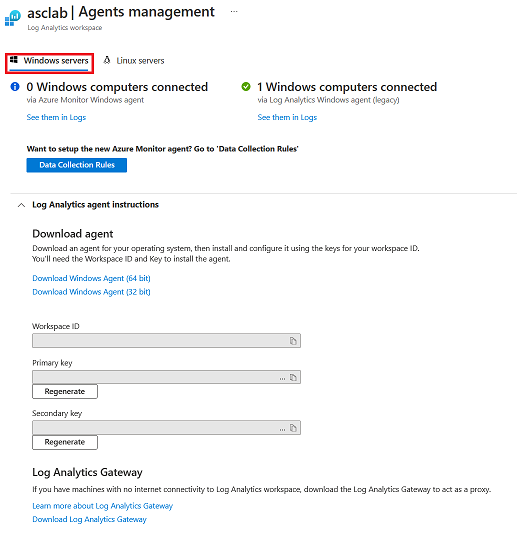 asclab | Agents management ...
Log Analytics workspace
Windows servers Linux servers
0 Windows computers connected 1 Windows computers connected
via Azure Monitor Windows agent via Log Analytics Windows agent (legacy)
See them in Logs See them in Logs
Want to setup the new Azure Monitor agent? Go to 'Data Collection Rules'
Data Collection Rules
Log Analytics agent instructions
Download agent
Download an agent for your operating system, then install and configure it using the keys for your workspace ID.
You'll need the Workspace ID and Key to install the agent.
Download Windows Agent (64 bit)
Download Windows Agent (32 bit)
Workspace ID
Primary key
...
Regenerate
Secondary key
...
Regenerate
Log Analytics Gateway
If you have machines with no internet connectivity to Log Analytics workspace, download the Log Analytics Gateway to act as a proxy.
Learn more about Log Analytics Gateway
Download Log Analytics Gateway